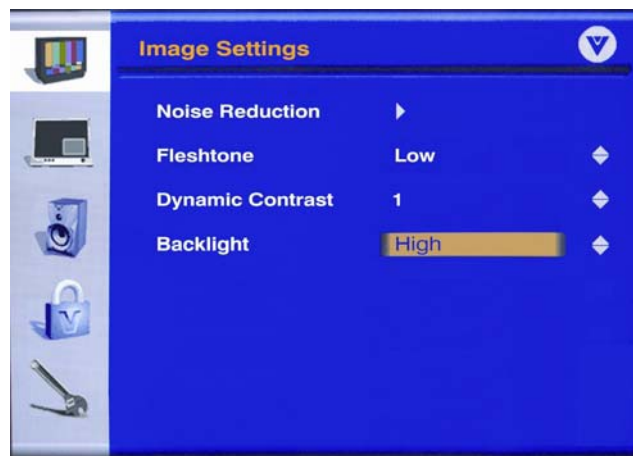 Image Settings
V
Noise Reduction
Fleshtone Low
Dynamic Contrast 1
Backlight High
V